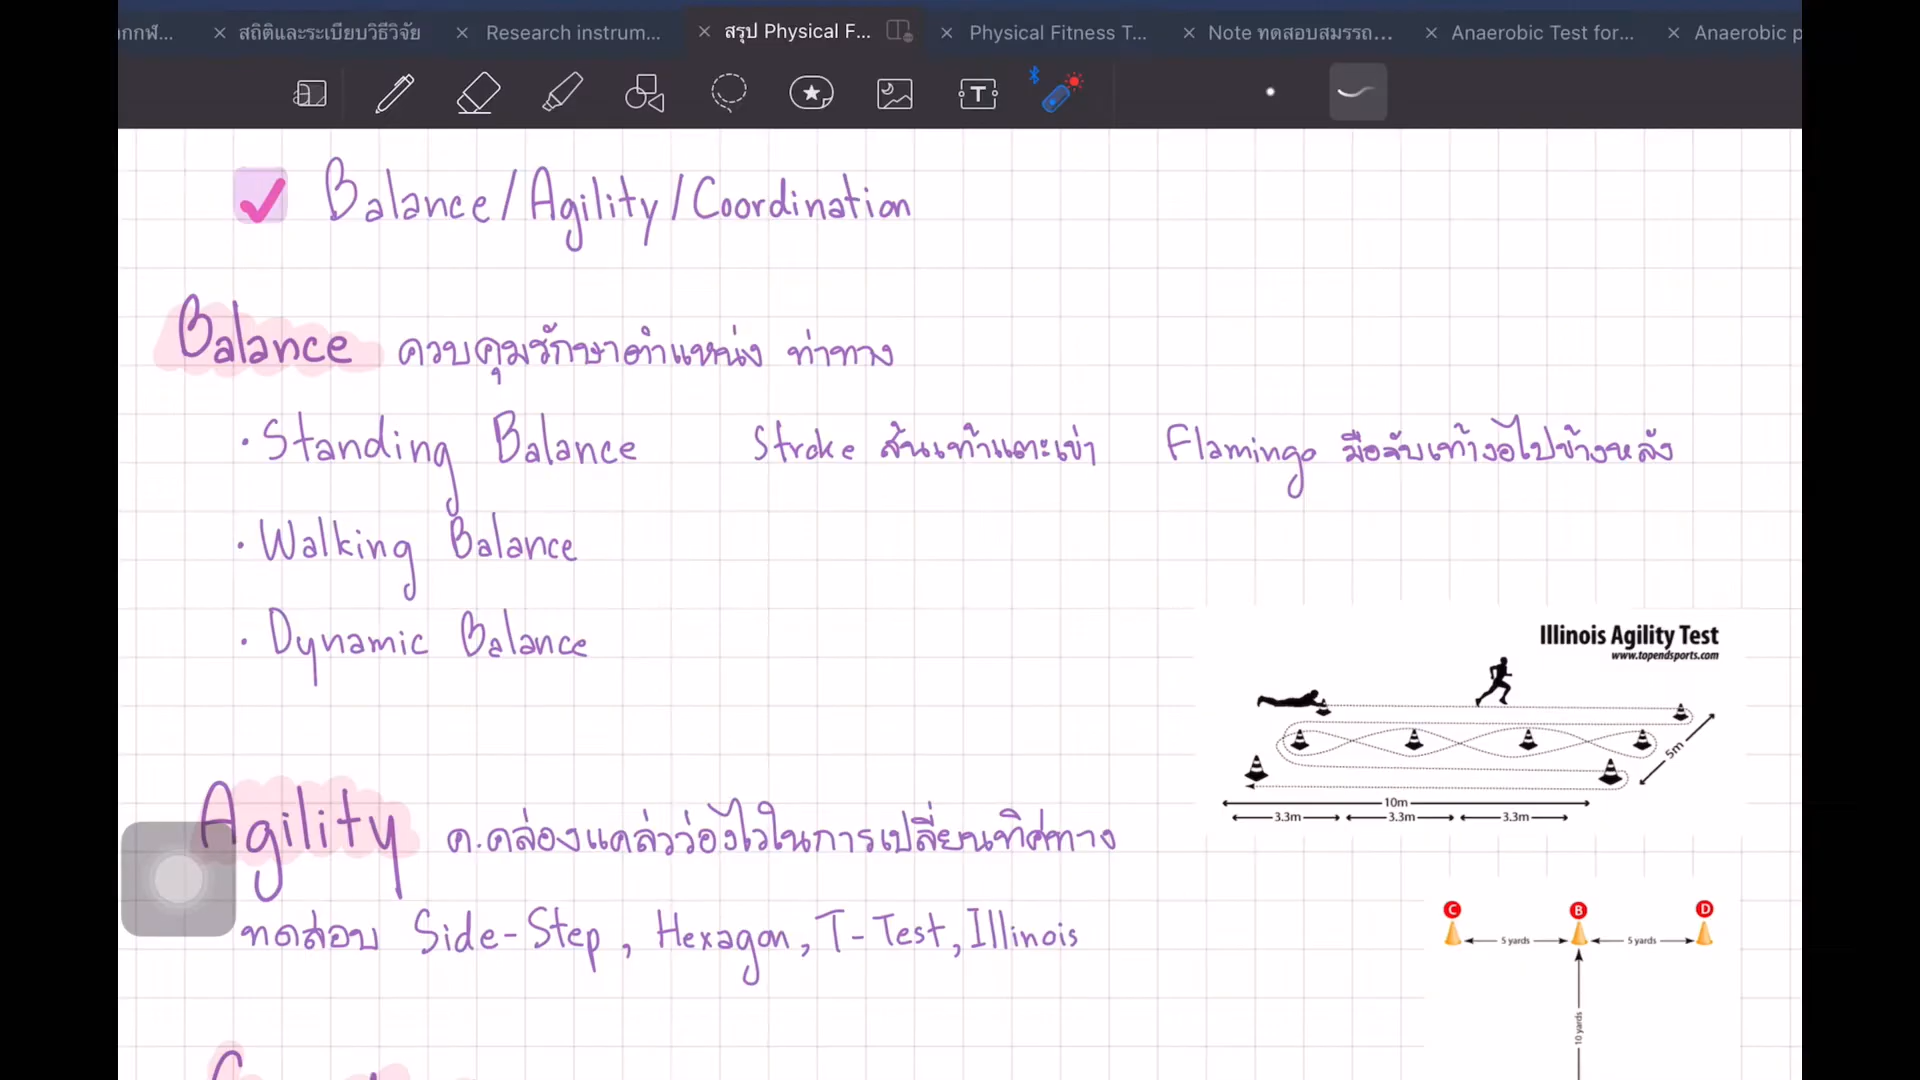 สถิติและระเบียบวิธีวิจัย
Research instrum...
สรุป Physical F...
Physical Fitness T...
Note ทดสอบสมรรถ...
Anaerobic Test for...
Anaerobic p
T
Balance/Agility/Coordination
Balance ควบคุมรักษาตำแหน่ง ท่าทาง
• Standing Balance Stroke ส้นเท้าแตะเข่า Flamingo มือจับเท้างอไปข้างหลัง
• Walking Balance
• Dynamic Balance
Illinois Agility Test
www.topendsports.com
5m
10m
3.3m 3.3m 3.3m
Agility ค.คล่องแคล่วว่องไวในการเปลี่ยนทิศทาง
ทดสอบ Side-Step, Hexagon, T-Test, Illinois
C B D
5 yards 5 yards
10 yards